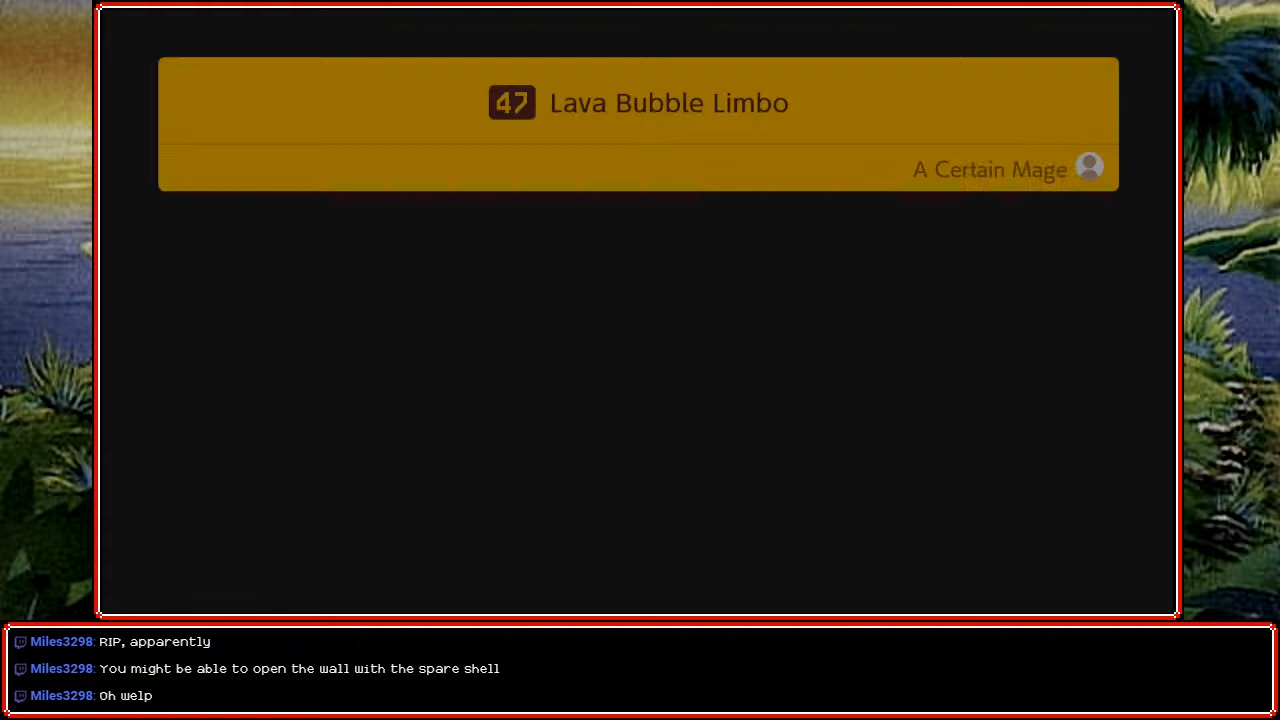 47 Lava Bubble Limbo
A Certain Mage
Miles3298: RIP, apparently
Miles3298: You might be able to open the wall with the spare shell
Miles3298: Oh welp